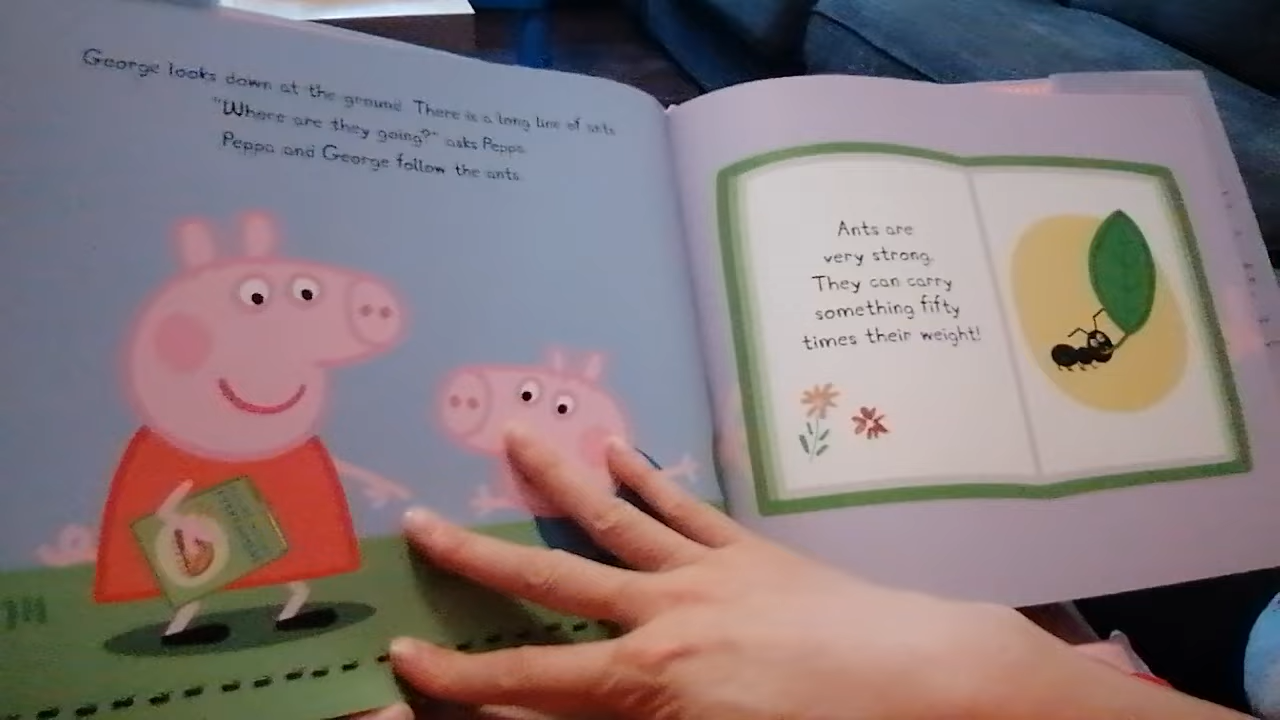 George looks down at the ground. There is a long line of ants.
"Where are they going?" asks Peppa.
Peppa and George follow the ants.
Ants are
very strong.
They can carry
something fifty
times their weight!